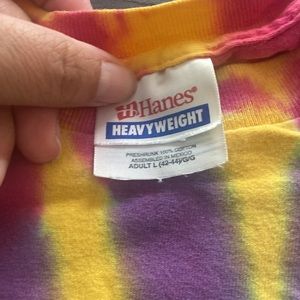 Hanes
HEAVYWEIGHT
PRESHRUNK 100% COTTON
ASSEMBLED IN MEXICO
ADULT L (42-44)/G/G